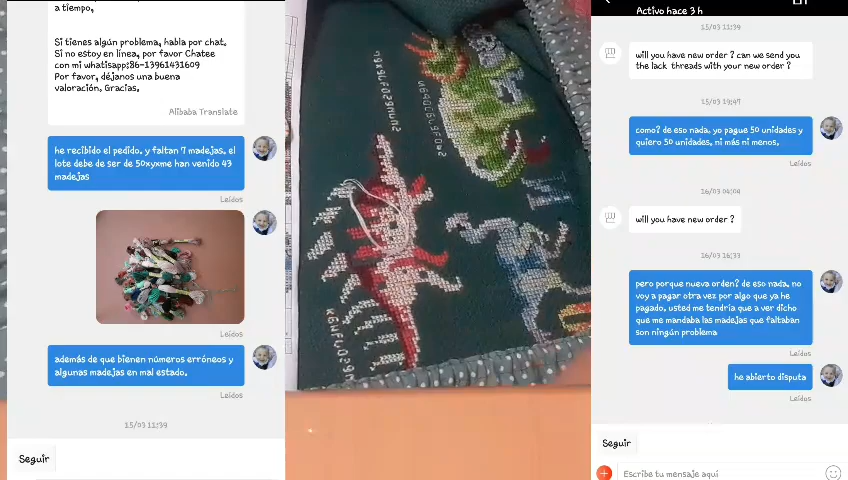 a tiempo,
Si tienes algún problema, habla por chat.
Si no estoy en línea, por favor Chatee
con mi whatisapp:86-13961431609
Por favor, déjanos una buena
valoración, Gracias,
Alibaba Translate
he recibido el pedido. y faltan 7 madejas, el
lote debe de ser de 50xyxme han venido 43
madejas
Leídos
Leídos
además de que bienen números erróneos y
algunas madejas en mal estado.
Leídos
15/03 11:39
Seguir
Activo hace 3 h
15/03 11:39
will you have new order ? can we send you
the lack threads with your new order ?
15/03 19:47
como? de eso nada. yo pague 50 unidades y
quiero 50 unidades, ni más ni menos.
Leídos
16/03 04:04
will you have new order ?
16/03 16:33
pero porque nueva orden? de eso nada. no
voy a pagar otra vez por algo que ya he
pagado, usted me tendría que a ver dicho
que me mandaba las madejas que faltaban
son ningún problema
Leídos
he abierto disputa
Leídos
Seguir
Escribe tu mensaje aquí